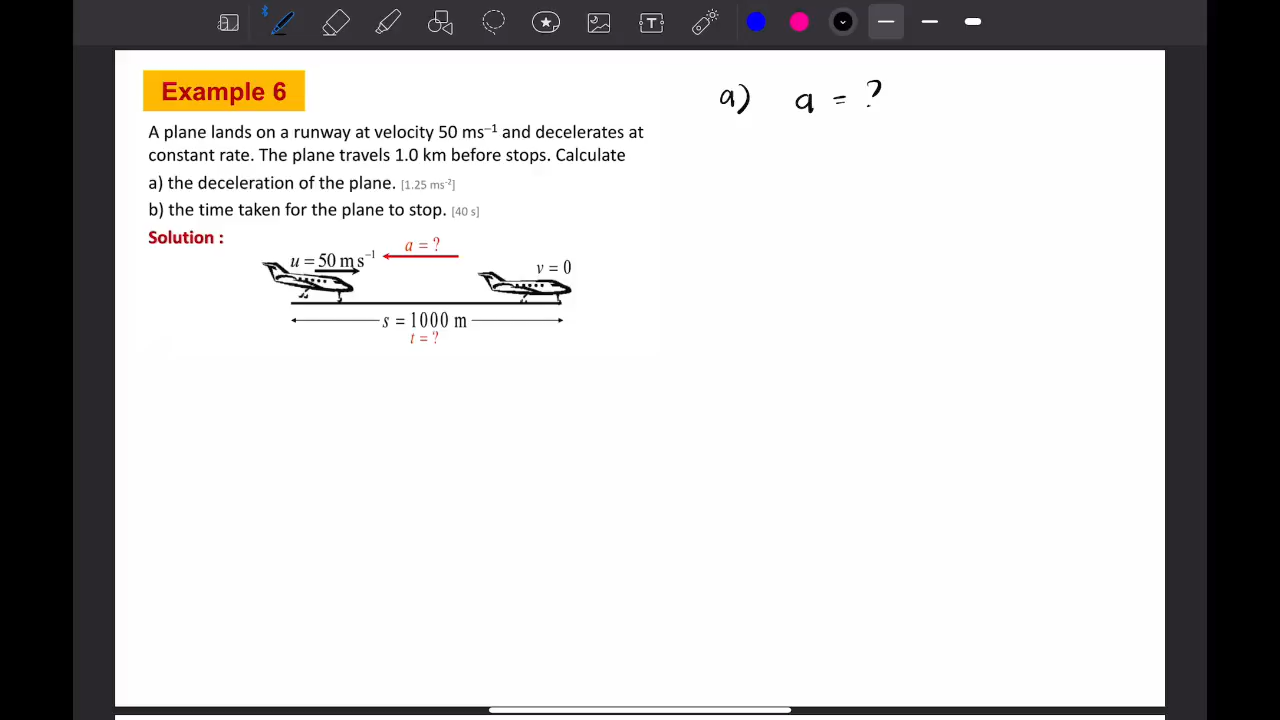 Example 6
a) a = ?
A plane lands on a runway at velocity 50 ms⁻¹ and decelerates at
constant rate. The plane travels 1.0 km before stops. Calculate
a) the deceleration of the plane. [1.25 ms⁻²]
b) the time taken for the plane to stop. [40 s]
Solution :
a = ?
u = 50 m s⁻¹
v = 0
s = 1000 m
t = ?